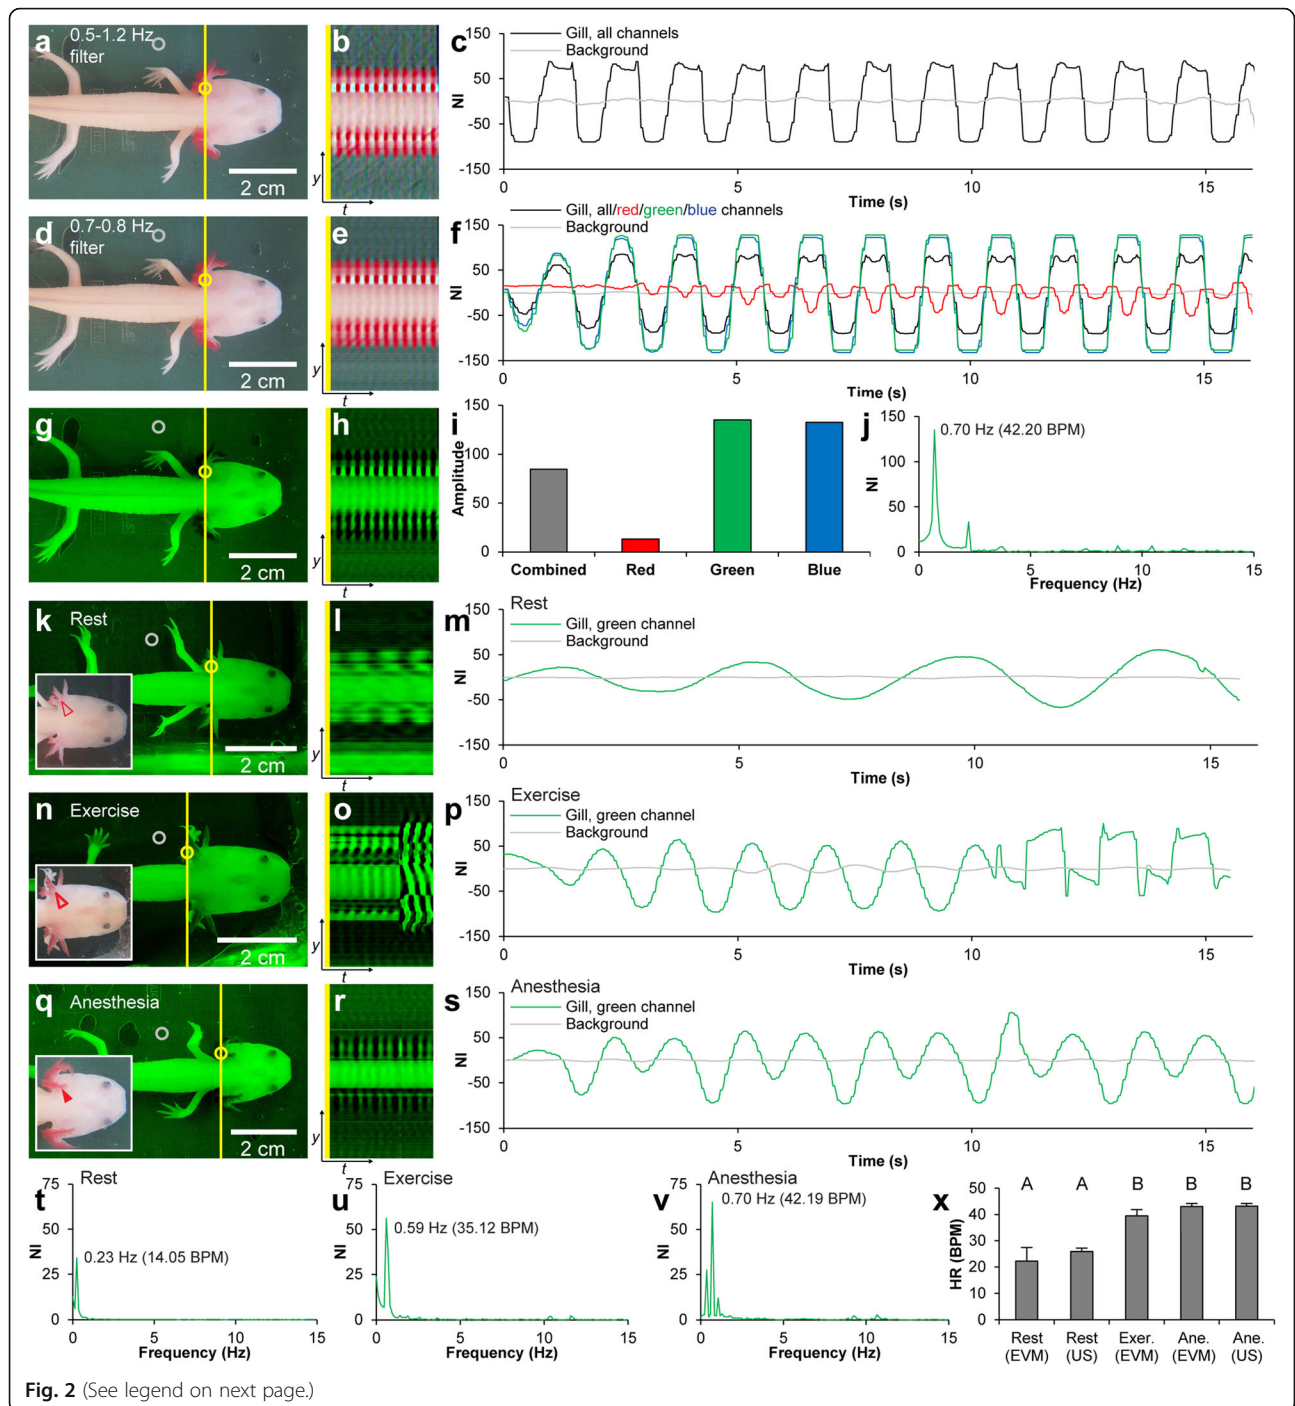 a 0.5-1.2 Hz filter
2 cm
b
y
t
c
Gill, all channels
Background
150
50
-50
-150
NI
0 5 10 15
Time (s)
d 0.7-0.8 Hz filter
2 cm
e
y
t
f
Gill, all/red/green/blue channels
Background
150
50
-50
-150
NI
0 5 10 15
Time (s)
g
2 cm
h
y
t
i
150
100
50
0
Amplitude
Combined Red Green Blue
j
0.70 Hz (42.20 BPM)
150
100
50
0
NI
0 5 10 15
Frequency (Hz)
k Rest
2 cm
l
y
t
m
Rest
Gill, green channel
Background
150
50
-50
-150
NI
0 5 10 15
Time (s)
n Exercise
2 cm
o
y
t
p
Exercise
Gill, green channel
Background
150
50
-50
-150
NI
0 5 10 15
Time (s)
q Anesthesia
2 cm
r
y
t
s
Anesthesia
Gill, green channel
Background
150
50
-50
-150
NI
0 5 10 15
Time (s)
t
Rest
0.23 Hz (14.05 BPM)
75
50
25
0
NI
0 5 10 15
Frequency (Hz)
u
Exercise
0.59 Hz (35.12 BPM)
75
50
25
0
NI
0 5 10 15
Frequency (Hz)
v
Anesthesia
0.70 Hz (42.19 BPM)
75
50
25
0
NI
0 5 10 15
Frequency (Hz)
x
A A B B B
50
40
30
20
10
0
HR (BPM)
Rest (EVM)
Rest (US)
Exer. (EVM)
Ane. (EVM)
Ane. (US)
Fig. 2 (See legend on next page.)